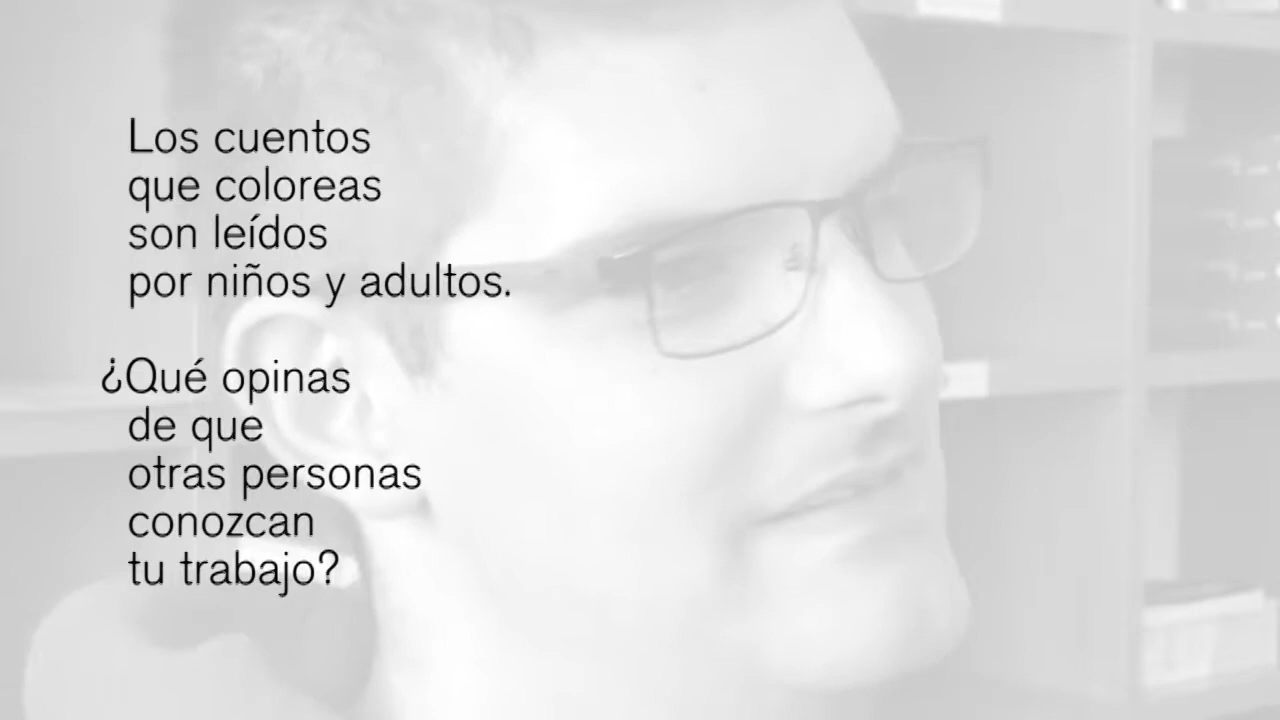 Los cuentos
que coloreas
son leídos
por niños y adultos.
¿Qué opinas
de que
otras personas
conozcan
tu trabajo?